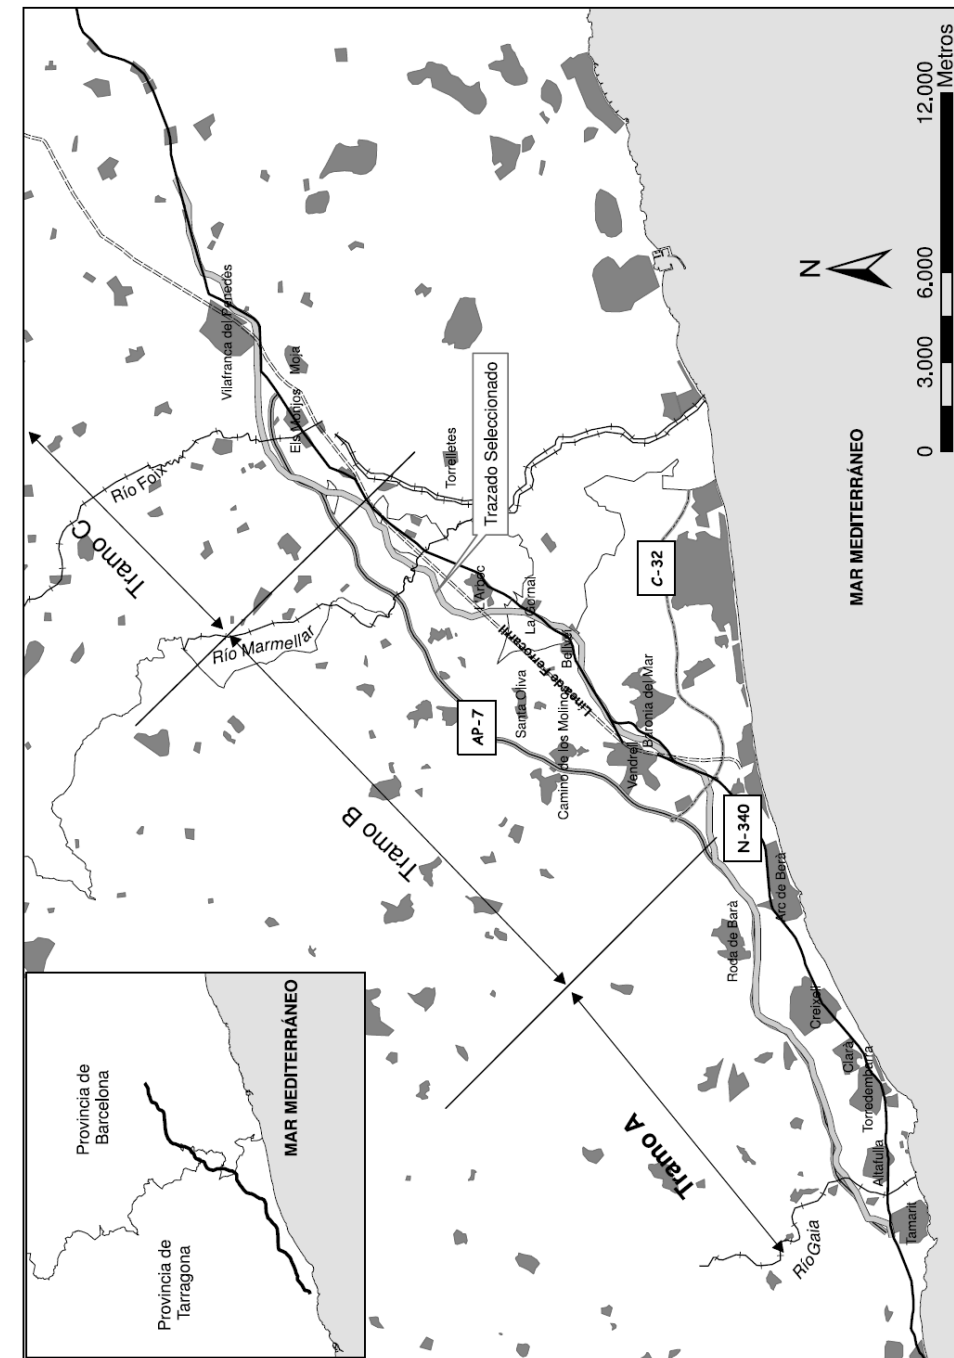 Vilafranca del Penedès
Moja
Els Monjos
Río Foix
Torrelletes
Tramo C
Trazado Seleccionado
Río Marmellar
L'Arboç
La Gornal
Bellvei
Línea de Ferrocarril
C-32
Santa Oliva
AP-7
Camino de los Molinos
Baronia del Mar
Vendrell
Tramo B
N-340
Arc de Berà
Roda de Barà
Creixell
Clarà
Torredembarra
Altafulla
Tamarit
Tramo A
Río Gaia
MAR MEDITERRÁNEO
N
0
3.000
6.000
12.000
Metros
Provincia de
Barcelona
Provincia de
Tarragona
MAR MEDITERRÁNEO